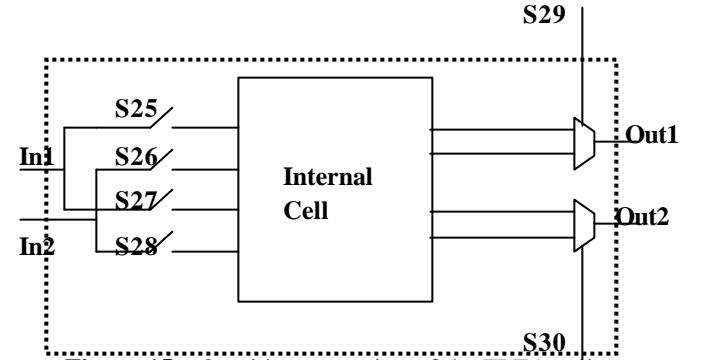 S29
S25
In1
S26
Out1
Internal
Cell
S27
Out2
In2
S28
S30